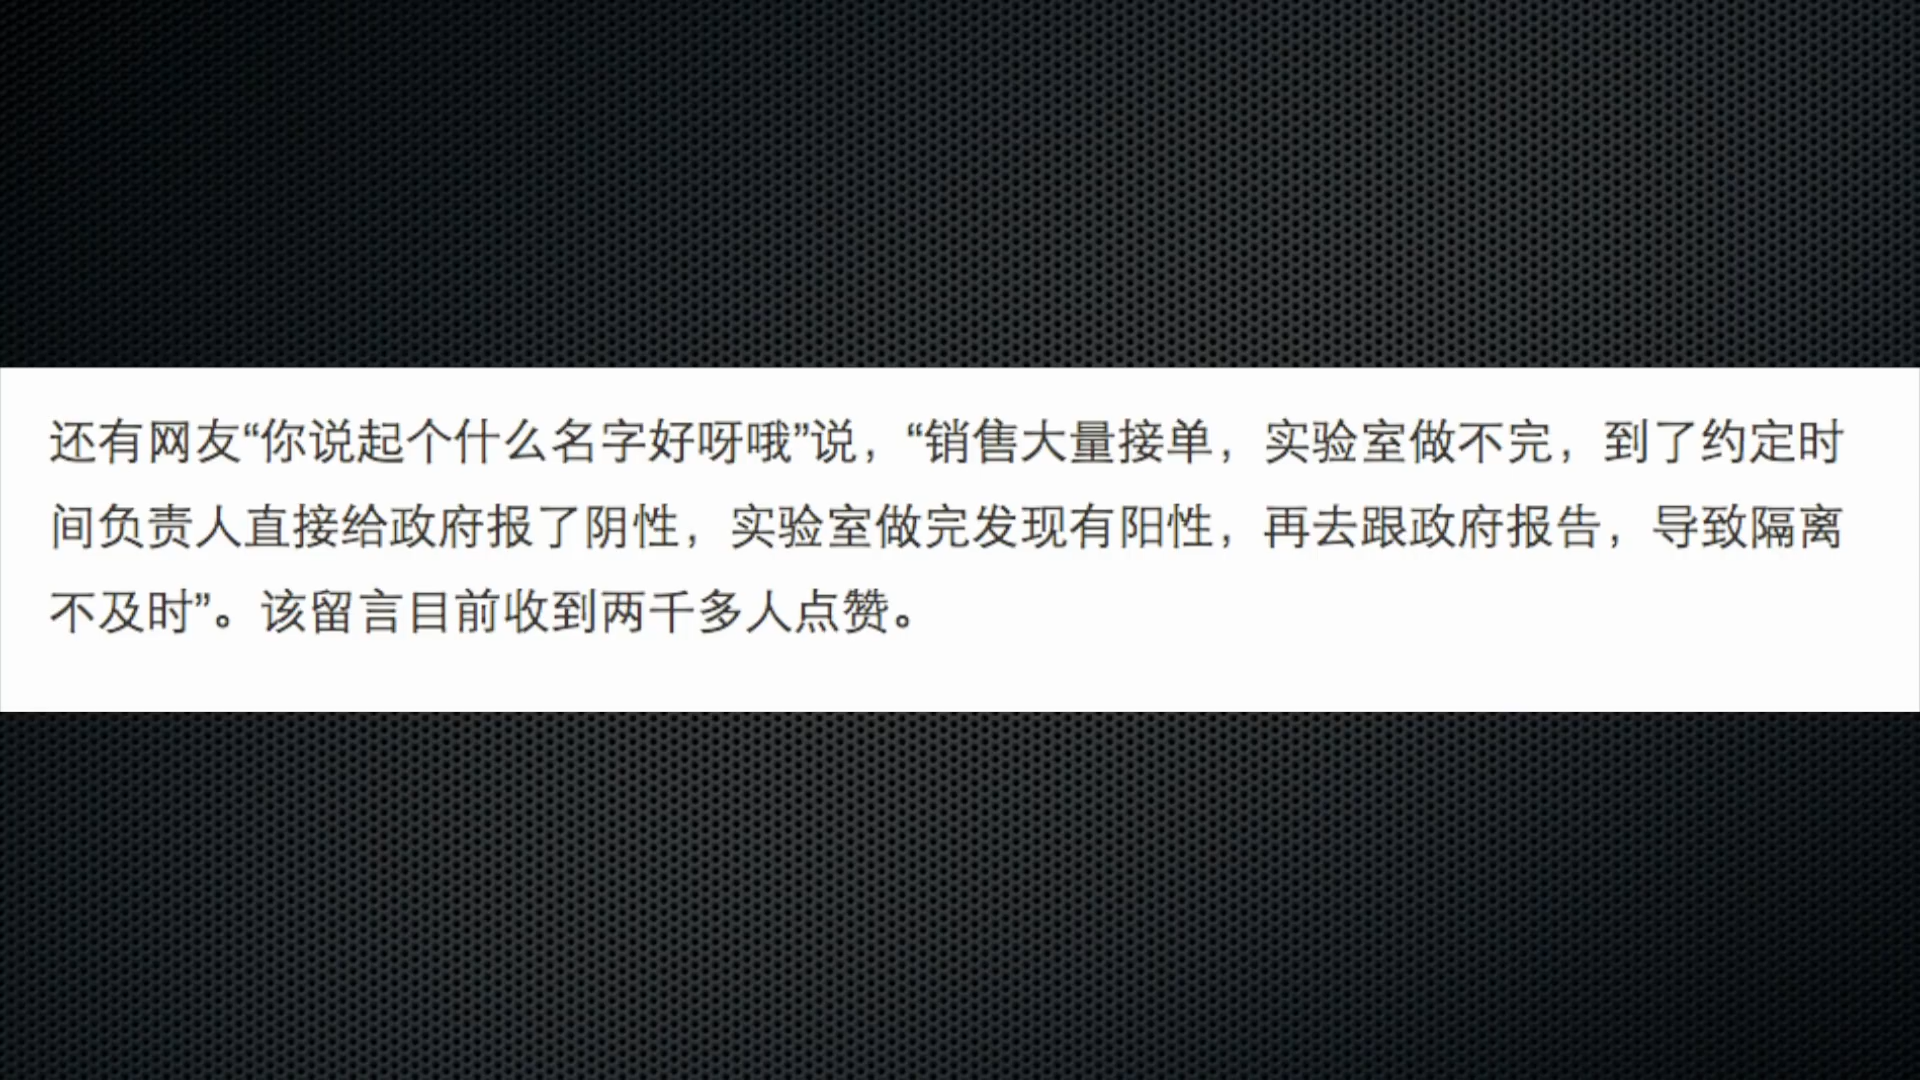 还有网友“你说起个什么名字好呀哦”说，“销售大量接单，实验室做不完，到了约定时
间负责人直接给政府报了阴性，实验室做完发现有阳性，再去跟政府报告，导致隔离
不及时”。该留言目前收到两千多人点赞。